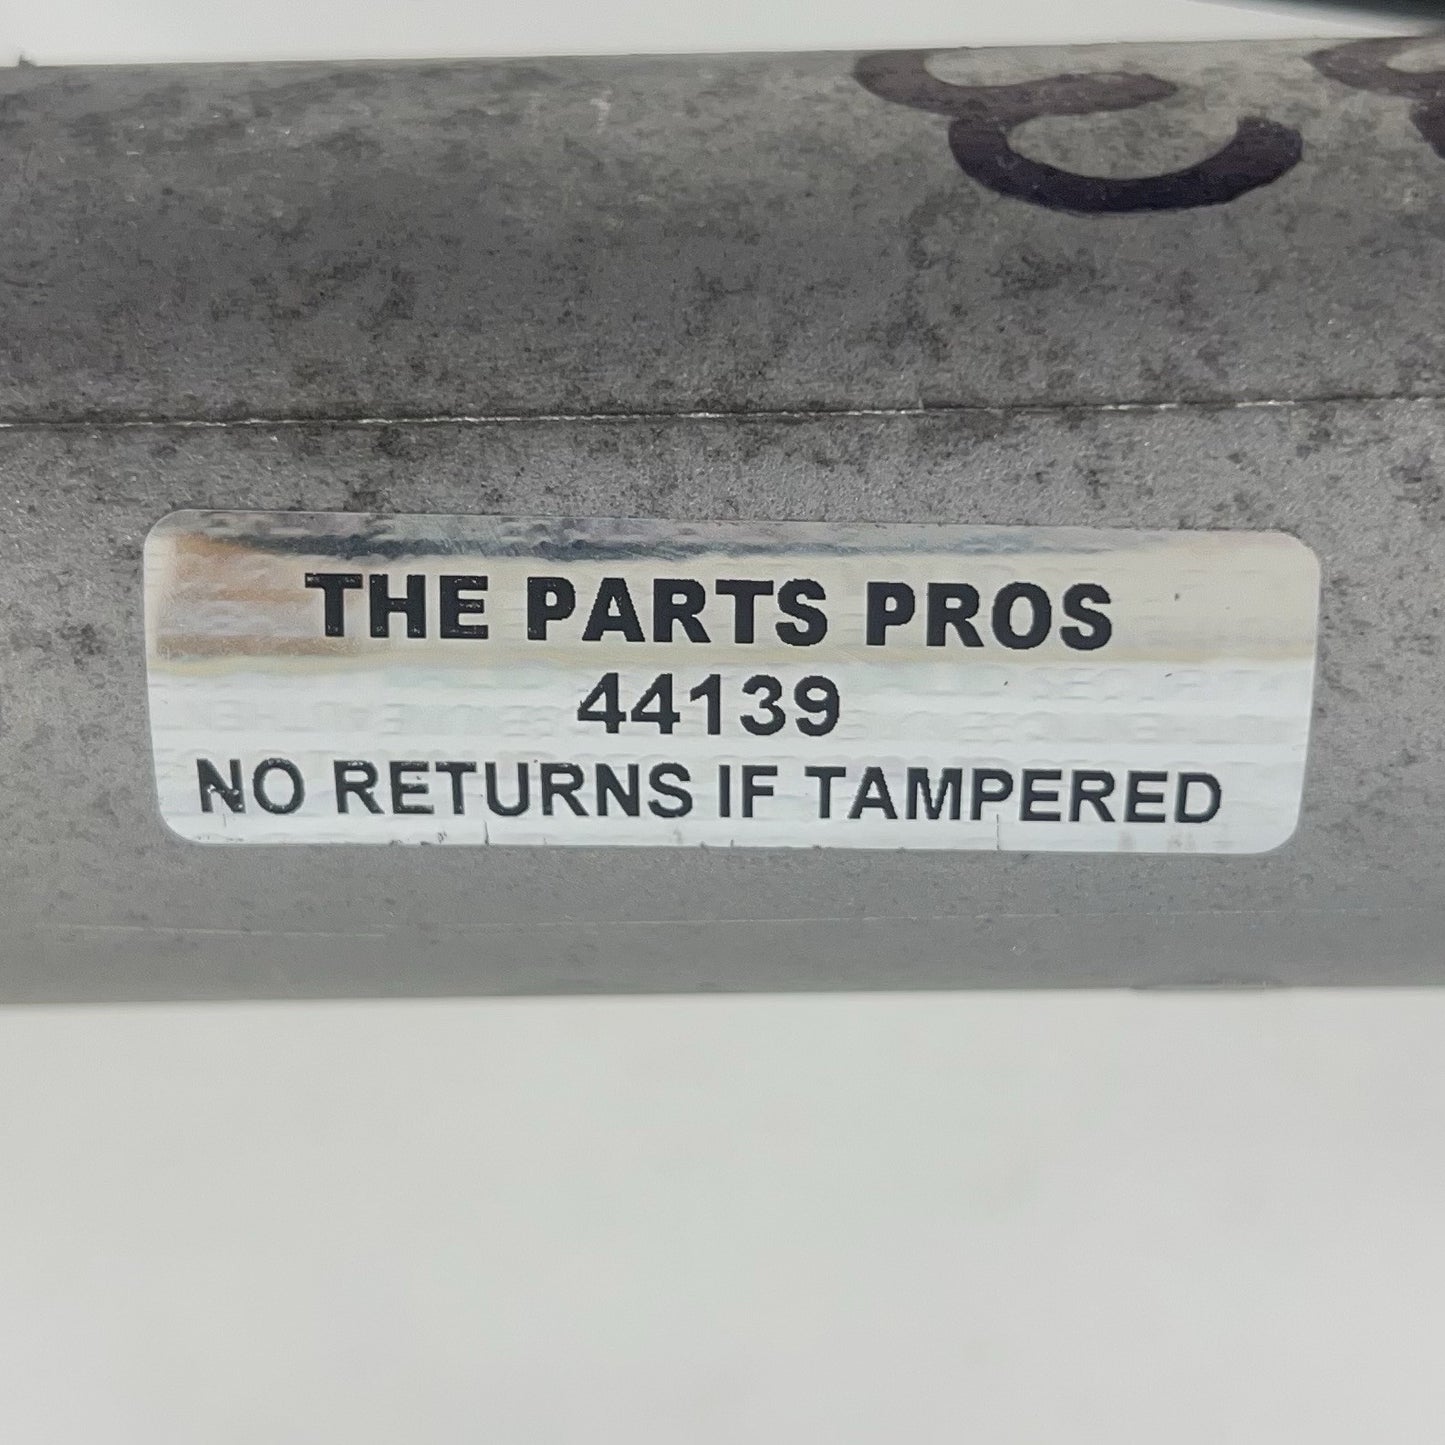 THE PARTS PROS
44139
NO RETURNS IF TAMPERED